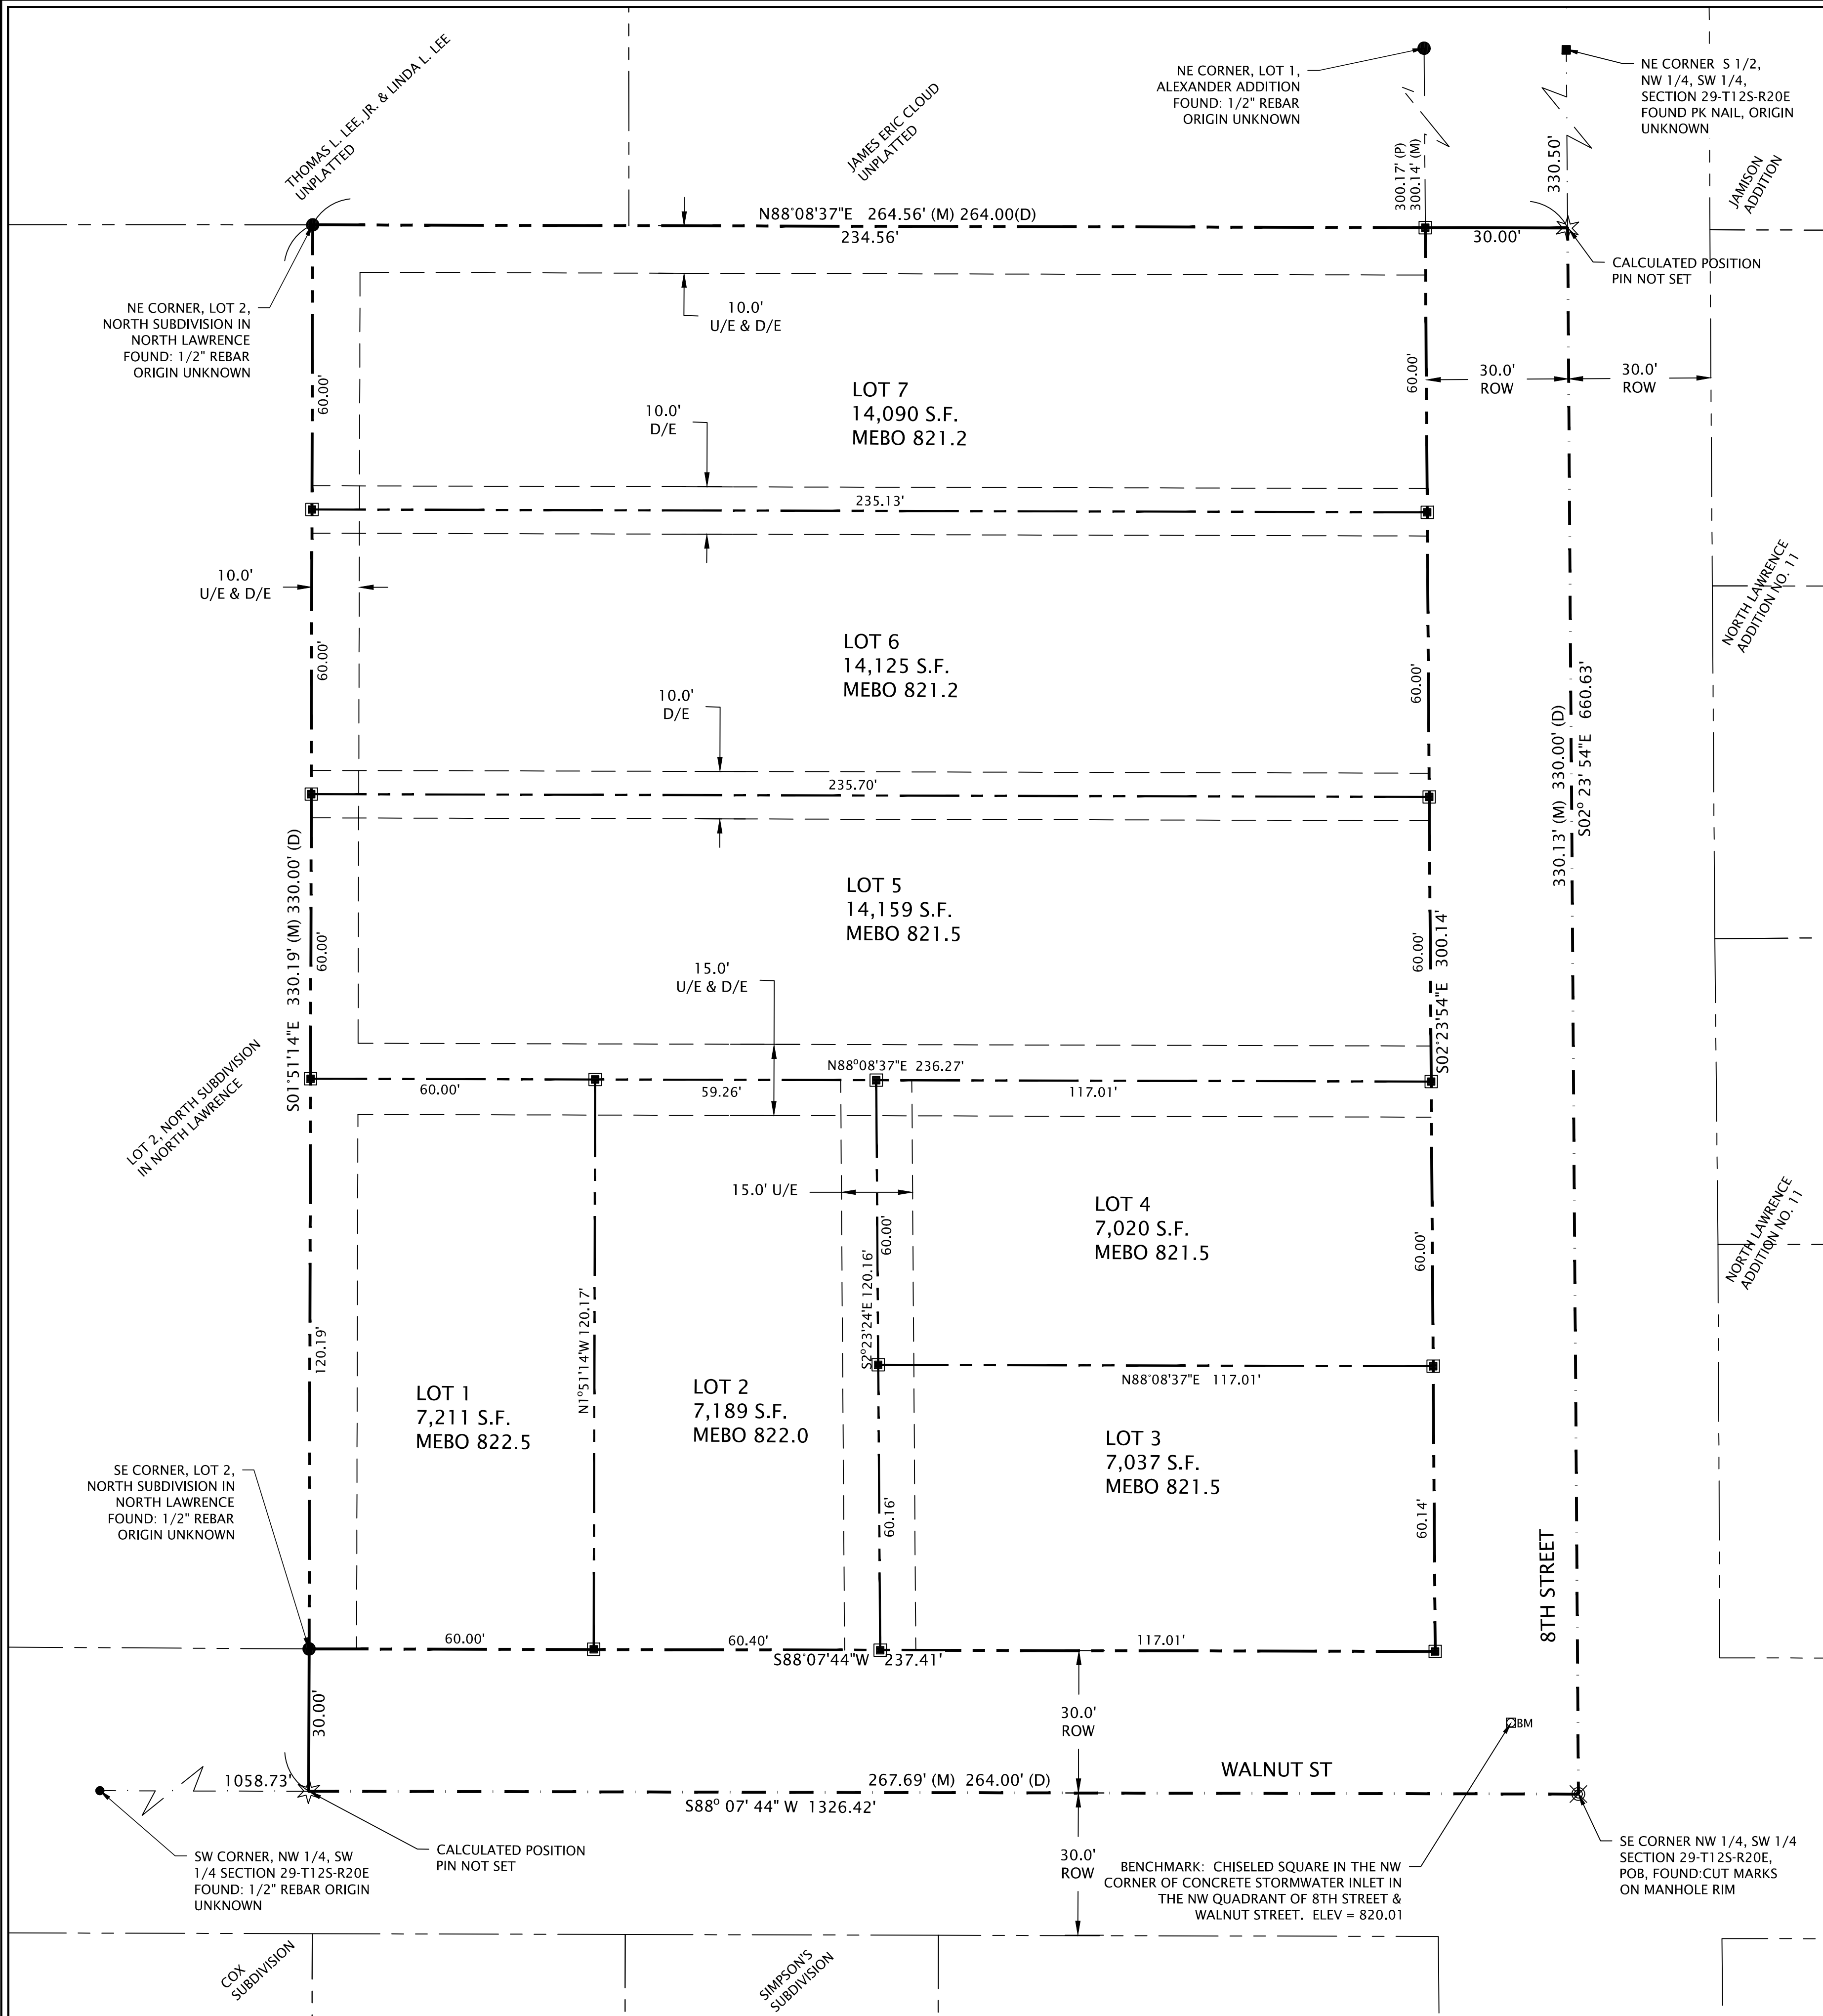 THOMAS L. LEE, JR. & LINDA L. LEE
UNPLATTED
JAMES ERIC CLOUD
UNPLATTED
NE CORNER, LOT 1,
ALEXANDER ADDITION
FOUND: 1/2" REBAR
ORIGIN UNKNOWN
NE CORNER S 1/2,
NW 1/4, SW 1/4,
SECTION 29-T12S-R20E
FOUND PK NAIL, ORIGIN
UNKNOWN
300.17' (P)
300.14' (M)
330.50'
JAMISON
ADDITION
N88°08'37"E 264.56' (M) 264.00(D)
234.56'
30.00'
CALCULATED POSITION
PIN NOT SET
NE CORNER, LOT 2,
NORTH SUBDIVISION IN
NORTH LAWRENCE
FOUND: 1/2" REBAR
ORIGIN UNKNOWN
10.0'
U/E & D/E
60.00'
LOT 7
14,090 S.F.
MEBO 821.2
10.0'
D/E
60.00'
30.0'
ROW
30.0'
ROW
235.13'
10.0'
U/E & D/E
NORTH LAWRENCE
ADDITION NO. 11
60.00'
LOT 6
14,125 S.F.
MEBO 821.2
10.0'
D/E
60.00'
330.13' (M) 330.00' (D)
S02° 23' 54"E 660.63'
235.70'
S01°51'14"E 330.19' (M) 330.00' (D)
60.00'
LOT 5
14,159 S.F.
MEBO 821.5
15.0'
U/E & D/E
60.00'
S02°23'54"E 300.14'
N88°08'37"E 236.27'
60.00'
59.26'
117.01'
LOT 2, NORTH SUBDIVISION
IN NORTH LAWRENCE
15.0' U/E
60.00'
S2°23'24'E 120.16'
LOT 4
7,020 S.F.
MEBO 821.5
60.00'
NORTH LAWRENCE
ADDITION NO. 11
120.19'
N1°51'14'W 120.17'
N88°08'37"E 117.01'
LOT 1
7,211 S.F.
MEBO 822.5
LOT 2
7,189 S.F.
MEBO 822.0
LOT 3
7,037 S.F.
MEBO 821.5
60.16'
60.14'
SE CORNER, LOT 2,
NORTH SUBDIVISION IN
NORTH LAWRENCE
FOUND: 1/2" REBAR
ORIGIN UNKNOWN
8TH STREET
60.00'
60.40'
117.01'
S88°07'44"W 237.41'
30.00'
30.0'
ROW
BM
WALNUT ST
1058.73'
267.69' (M) 264.00' (D)
S88° 07' 44" W 1326.42'
SW CORNER, NW 1/4, SW
1/4 SECTION 29-T12S-R20E
FOUND: 1/2" REBAR ORIGIN
UNKNOWN
CALCULATED POSITION
PIN NOT SET
30.0'
ROW
BENCHMARK: CHISELED SQUARE IN THE NW
CORNER OF CONCRETE STORMWATER INLET IN
THE NW QUADRANT OF 8TH STREET &
WALNUT STREET. ELEV = 820.01
SE CORNER NW 1/4, SW 1/4
SECTION 29-T12S-R20E,
POB, FOUND:CUT MARKS
ON MANHOLE RIM
COX
SUBDIVISION
SIMPSON'S
SUBDIVISION